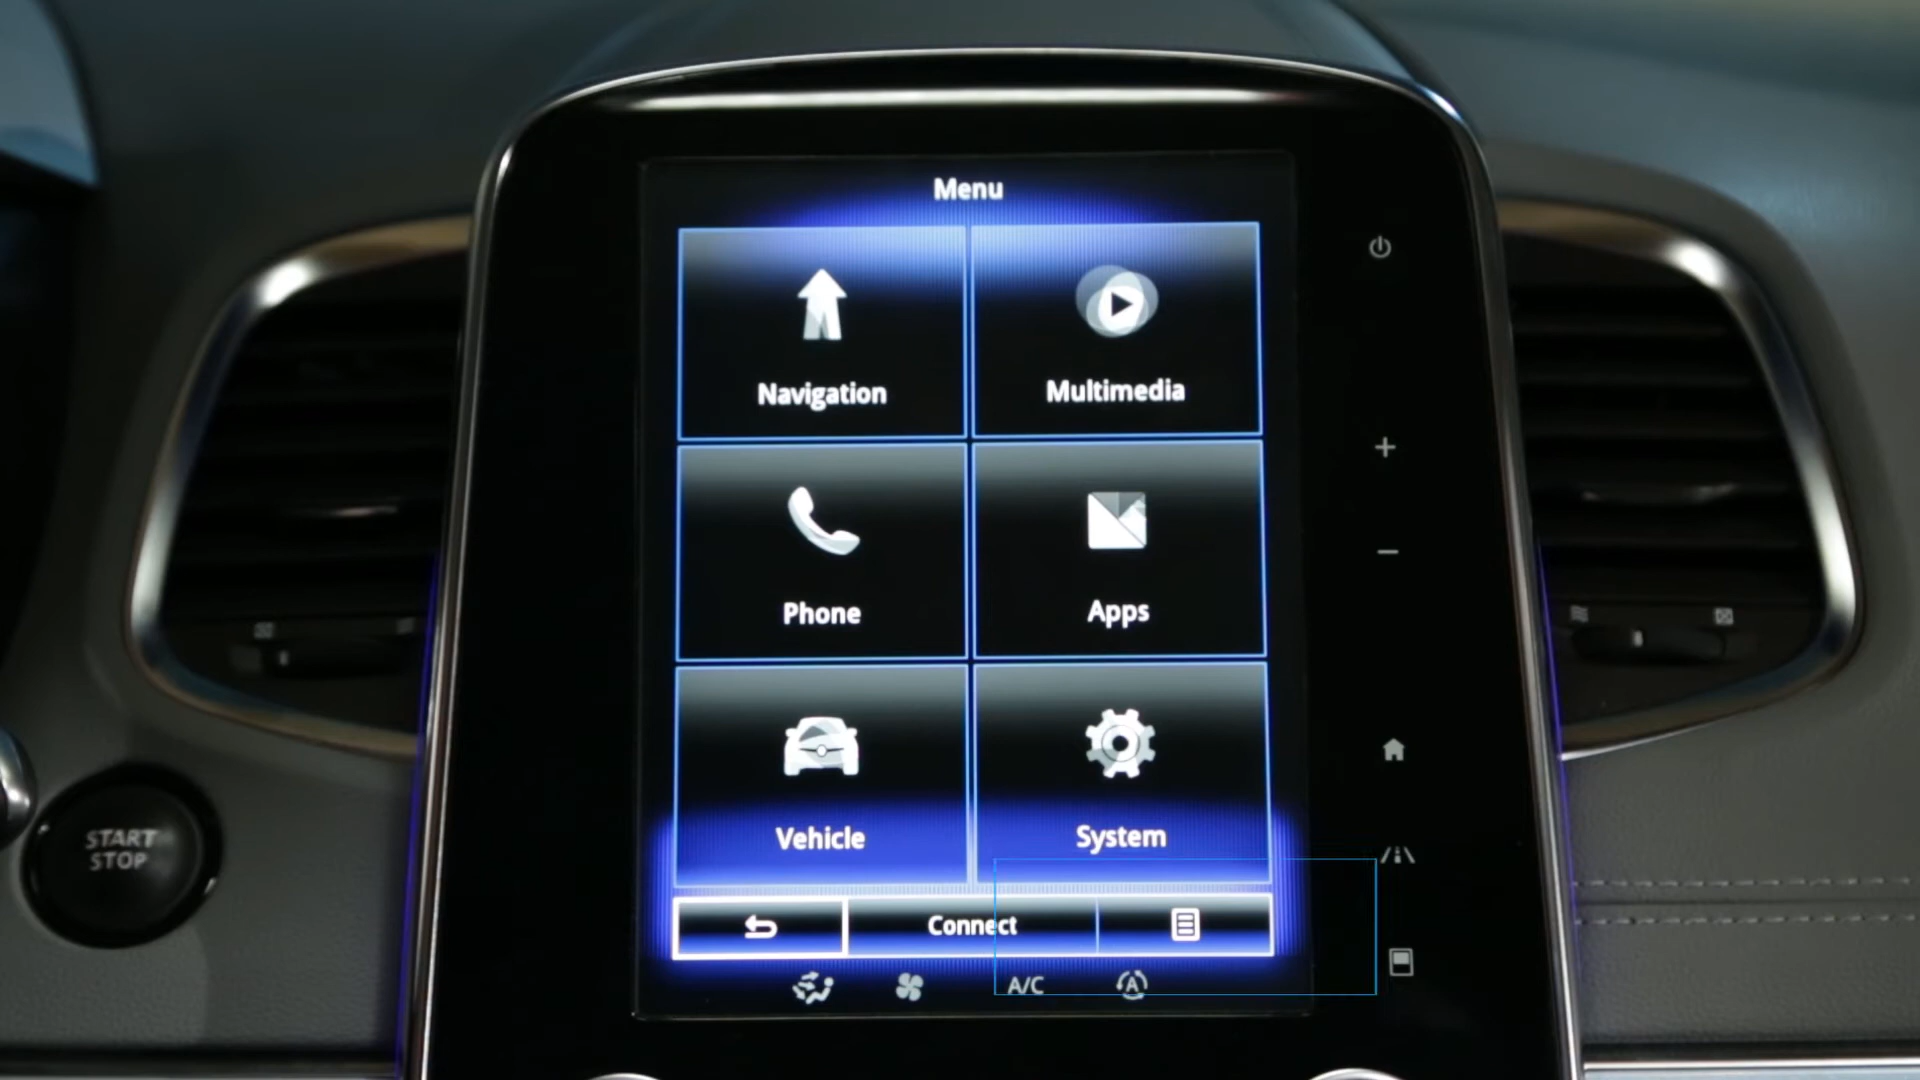 Menu
Navigation
Multimedia
Phone
Apps
Vehicle
System
Connect
A/C
A
START
STOP